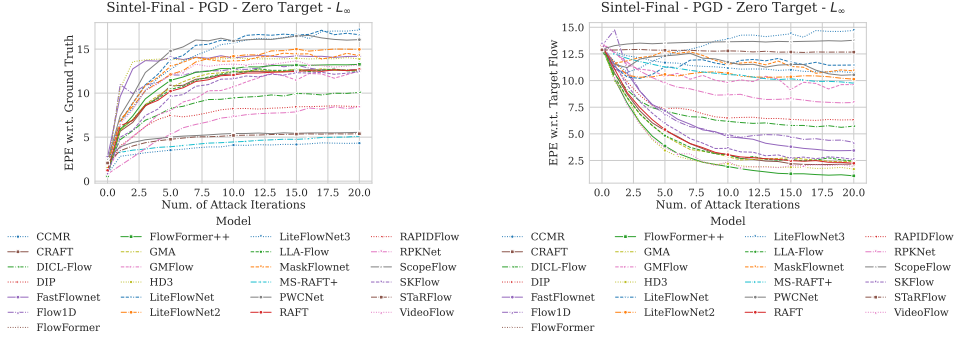 Sintel-Final - PGD - Zero Target - L∞
EPE w.r.t. Ground Truth
15
10
5
0
0.0 2.5 5.0 7.5 10.0 12.5 15.0 17.5 20.0
Num. of Attack Iterations
Model
CCMR FlowFormer++ LiteFlowNet3 RAPIDFlow
CRAFT GMA LLA-Flow RPKNet
DICL-Flow GMFlow MaskFlownet ScopeFlow
DIP HD3 MS-RAFT+ SKFlow
FastFlownet LiteFlowNet PWCNet STaRFlow
Flow1D LiteFlowNet2 RAFT VideoFlow
FlowFormer
Sintel-Final - PGD - Zero Target - L∞
EPE w.r.t. Target Flow
15.0
12.5
10.0
7.5
5.0
2.5
0.0 2.5 5.0 7.5 10.0 12.5 15.0 17.5 20.0
Num. of Attack Iterations
Model
CCMR FlowFormer++ LiteFlowNet3 RAPIDFlow
CRAFT GMA LLA-Flow RPKNet
DICL-Flow GMFlow MaskFlownet ScopeFlow
DIP HD3 MS-RAFT+ SKFlow
FastFlownet LiteFlowNet PWCNet STaRFlow
Flow1D LiteFlowNet2 RAFT VideoFlow
FlowFormer